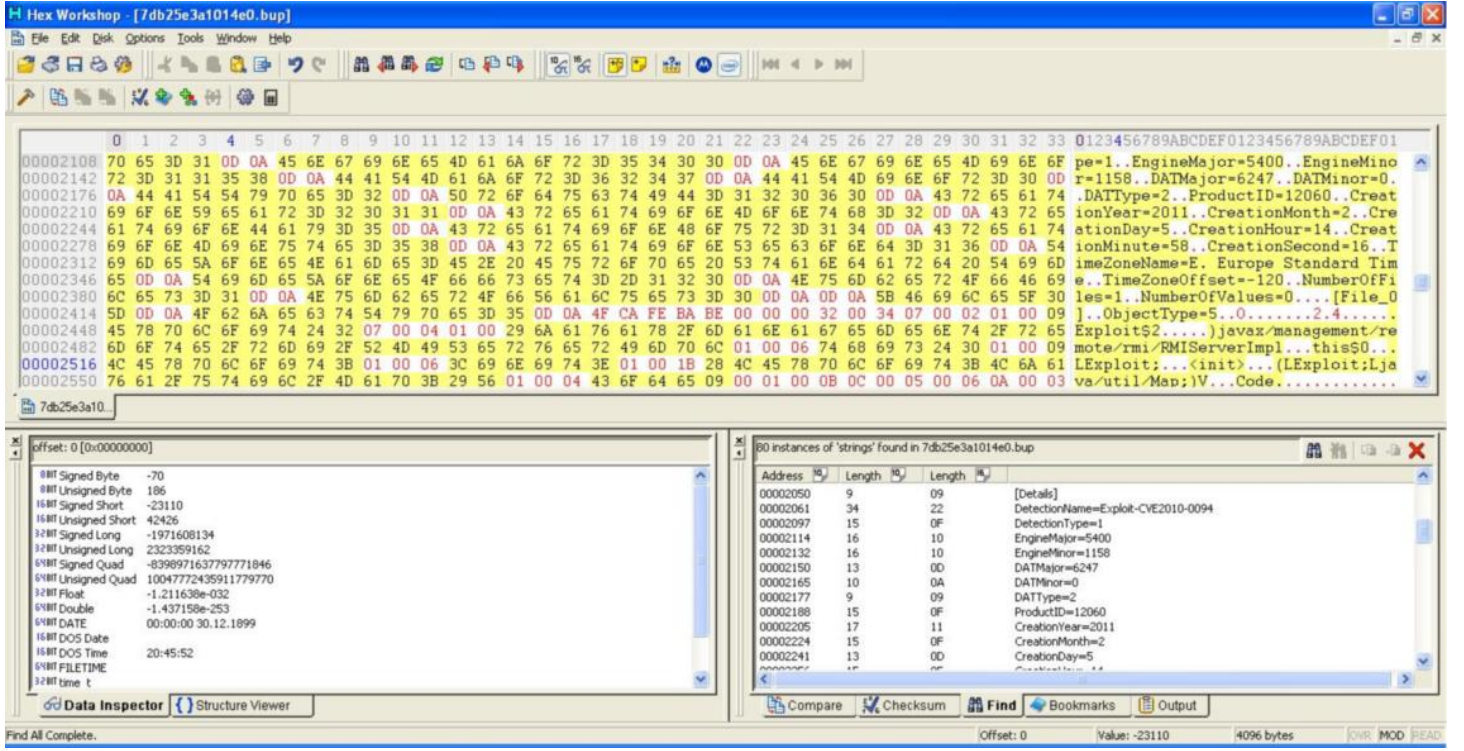 Hex Workshop - [7db25e3a1014e0.bup]
File Edit Disk Options Tools Window Help
0 1 2 3 4 5 6 7 8 9 10 11 12 13 14 15 16 17 18 19 20 21 22 23 24 25 26 27 28 29 30 31 32 33 0123456789ABCDEF0123456789ABCDEF01
00002108 70 65 3D 31 0D 0A 45 6E 67 69 6E 65 4D 61 6A 6F 72 3D 35 34 30 30 0D 0A 45 6E 67 69 6E 65 4D 69 6E 6F pe=1..EngineMajor=5400..EngineMino
00002142 72 3D 31 31 35 38 0D 0A 44 41 54 4D 61 6A 6F 72 3D 36 32 34 37 0D 0A 44 41 54 4D 69 6E 6F 72 3D 30 0D r=1158..DATMajor=6247..DATMinor=0.
00002176 0A 44 41 54 54 79 70 65 3D 32 0D 0A 50 72 6F 64 75 63 74 49 44 3D 31 32 30 36 30 0D 0A 43 72 65 61 74 .DATType=2..ProductID=12060..Creat
00002210 69 6F 6E 59 65 61 72 3D 32 30 31 31 0D 0A 43 72 65 61 74 69 6F 6E 4D 6F 6E 74 68 3D 32 0D 0A 43 72 65 ionYear=2011..CreationMonth=2..Cre
00002244 61 74 69 6F 6E 44 61 79 3D 35 0D 0A 43 72 65 61 74 69 6F 6E 48 6F 75 72 3D 31 34 0D 0A 43 72 65 61 74 ationDay=5..CreationHour=14..Creat
00002278 69 6F 6E 4D 69 6E 75 74 65 3D 35 38 0D 0A 43 72 65 61 74 69 6F 6E 53 65 63 6F 6E 64 3D 31 36 0D 0A 54 ionMinute=58..CreationSecond=16..T
00002312 69 6D 65 5A 6F 6E 65 4E 61 6D 65 3D 45 2E 20 45 75 72 6F 70 65 20 53 74 61 6E 64 61 72 64 20 54 69 6D imeZoneName=E. Europe Standard Tim
00002346 65 0D 0A 54 69 6D 65 5A 6F 6E 65 4F 66 66 73 65 74 3D 2D 31 32 30 0D 0A 4E 75 6D 62 65 72 4F 66 46 69 e..TimeZoneOffset=-120..NumberOfFi
00002380 6C 65 73 3D 31 0D 0A 4E 75 6D 62 65 72 4F 66 56 61 6C 75 65 73 3D 30 0D 0A 0D 0A 5B 46 69 6C 65 5F 30 les=1..NumberOfValues=0....[File_0
00002414 5D 0D 0A 4F 62 6A 65 63 74 54 79 70 65 3D 35 0D 0A 4F CA FE BA BE 00 00 00 32 00 34 07 00 02 01 00 09 ]..ObjectType=5..O.......2.4......
00002448 45 78 70 6C 6F 69 74 24 32 07 00 04 01 00 29 6A 61 76 61 78 2F 6D 61 6E 61 67 65 6D 65 6E 74 2F 72 65 Exploit$2.....)javax/management/re
00002482 6D 6F 74 65 2F 72 6D 69 2F 52 4D 49 53 65 72 76 65 72 49 6D 70 6C 01 00 06 74 68 69 73 24 30 01 00 09 mote/rmi/RMIServerImpl...this$0...
00002516 4C 45 78 70 6C 6F 69 74 3B 01 00 06 3C 69 6E 69 74 3E 01 00 1B 28 4C 45 78 70 6C 6F 69 74 3B 4C 6A 61 LExploit;...<init>...(LExploit;Lja
00002550 76 61 2F 75 74 69 6C 2F 4D 61 70 3B 29 56 01 00 04 43 6F 64 65 09 00 01 00 0B 0C 00 05 00 06 0A 00 03 va/util/Map;)V...Code.............
7db25e3a10...
offset: 0 [0x00000000]
8BIT Signed Byte -70
8BIT Unsigned Byte 186
16BIT Signed Short -23110
16BIT Unsigned Short 42426
32BIT Signed Long -1971608134
32BIT Unsigned Long 2323359162
64BIT Signed Quad -8398971637797771846
64BIT Unsigned Quad 10047772435911779770
32BIT Float -1.211638e-032
64BIT Double -1.437158e-253
64BIT DATE 00:00:00 30.12.1899
16BIT DOS Date
16BIT DOS Time 20:45:52
64BIT FILETIME
32BIT time t
Data Inspector Structure Viewer
80 instances of 'strings' found in 7db25e3a1014e0.bup
Address Length Length
00002050 9 09 [Details]
00002061 34 22 DetectionName=Exploit-CVE2010-0094
00002097 15 0F DetectionType=1
00002114 16 10 EngineMajor=5400
00002132 16 10 EngineMinor=1158
00002150 13 0D DATMajor=6247
00002165 10 0A DATMinor=0
00002177 9 09 DATType=2
00002188 15 0F ProductID=12060
00002205 17 11 CreationYear=2011
00002224 15 0F CreationMonth=2
00002241 13 0D CreationDay=5
Compare Checksum Find Bookmarks Output
Find All Complete.
Offset: 0 Value: -23110 4096 bytes OVR MOD READ